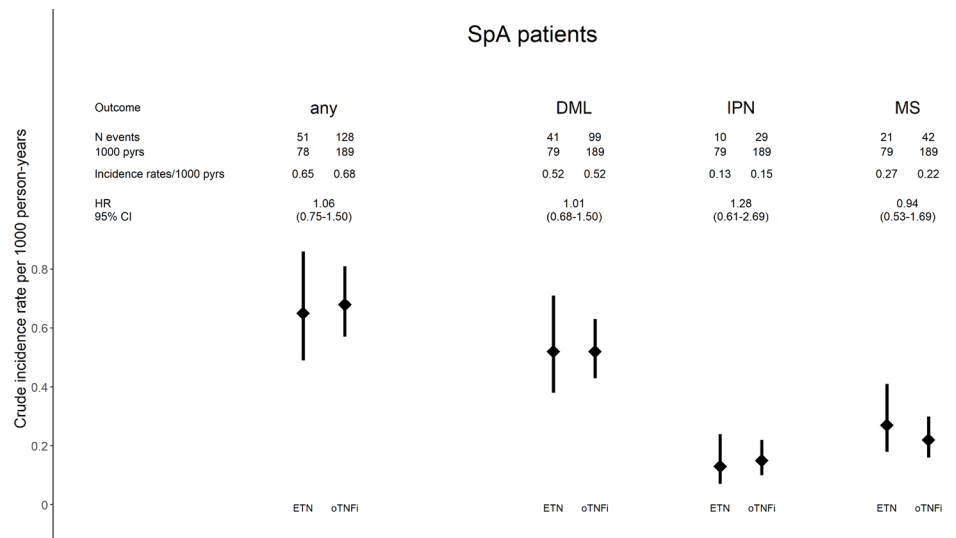 SpA patients
Outcome any DML IPN MS
N events 51 128 41 99 10 29 21 42
1000 pyrs 78 189 79 189 79 189 79 189
Incidence rates/1000 pyrs 0.65 0.68 0.52 0.52 0.13 0.15 0.27 0.22
HR 1.06 1.01 1.28 0.94
95% CI (0.75-1.50) (0.68-1.50) (0.61-2.69) (0.53-1.69)
Crude incidence rate per 1000 person-years
0.8
0.6
0.4
0.2
0
ETN oTNFi ETN oTNFi ETN oTNFi ETN oTNFi